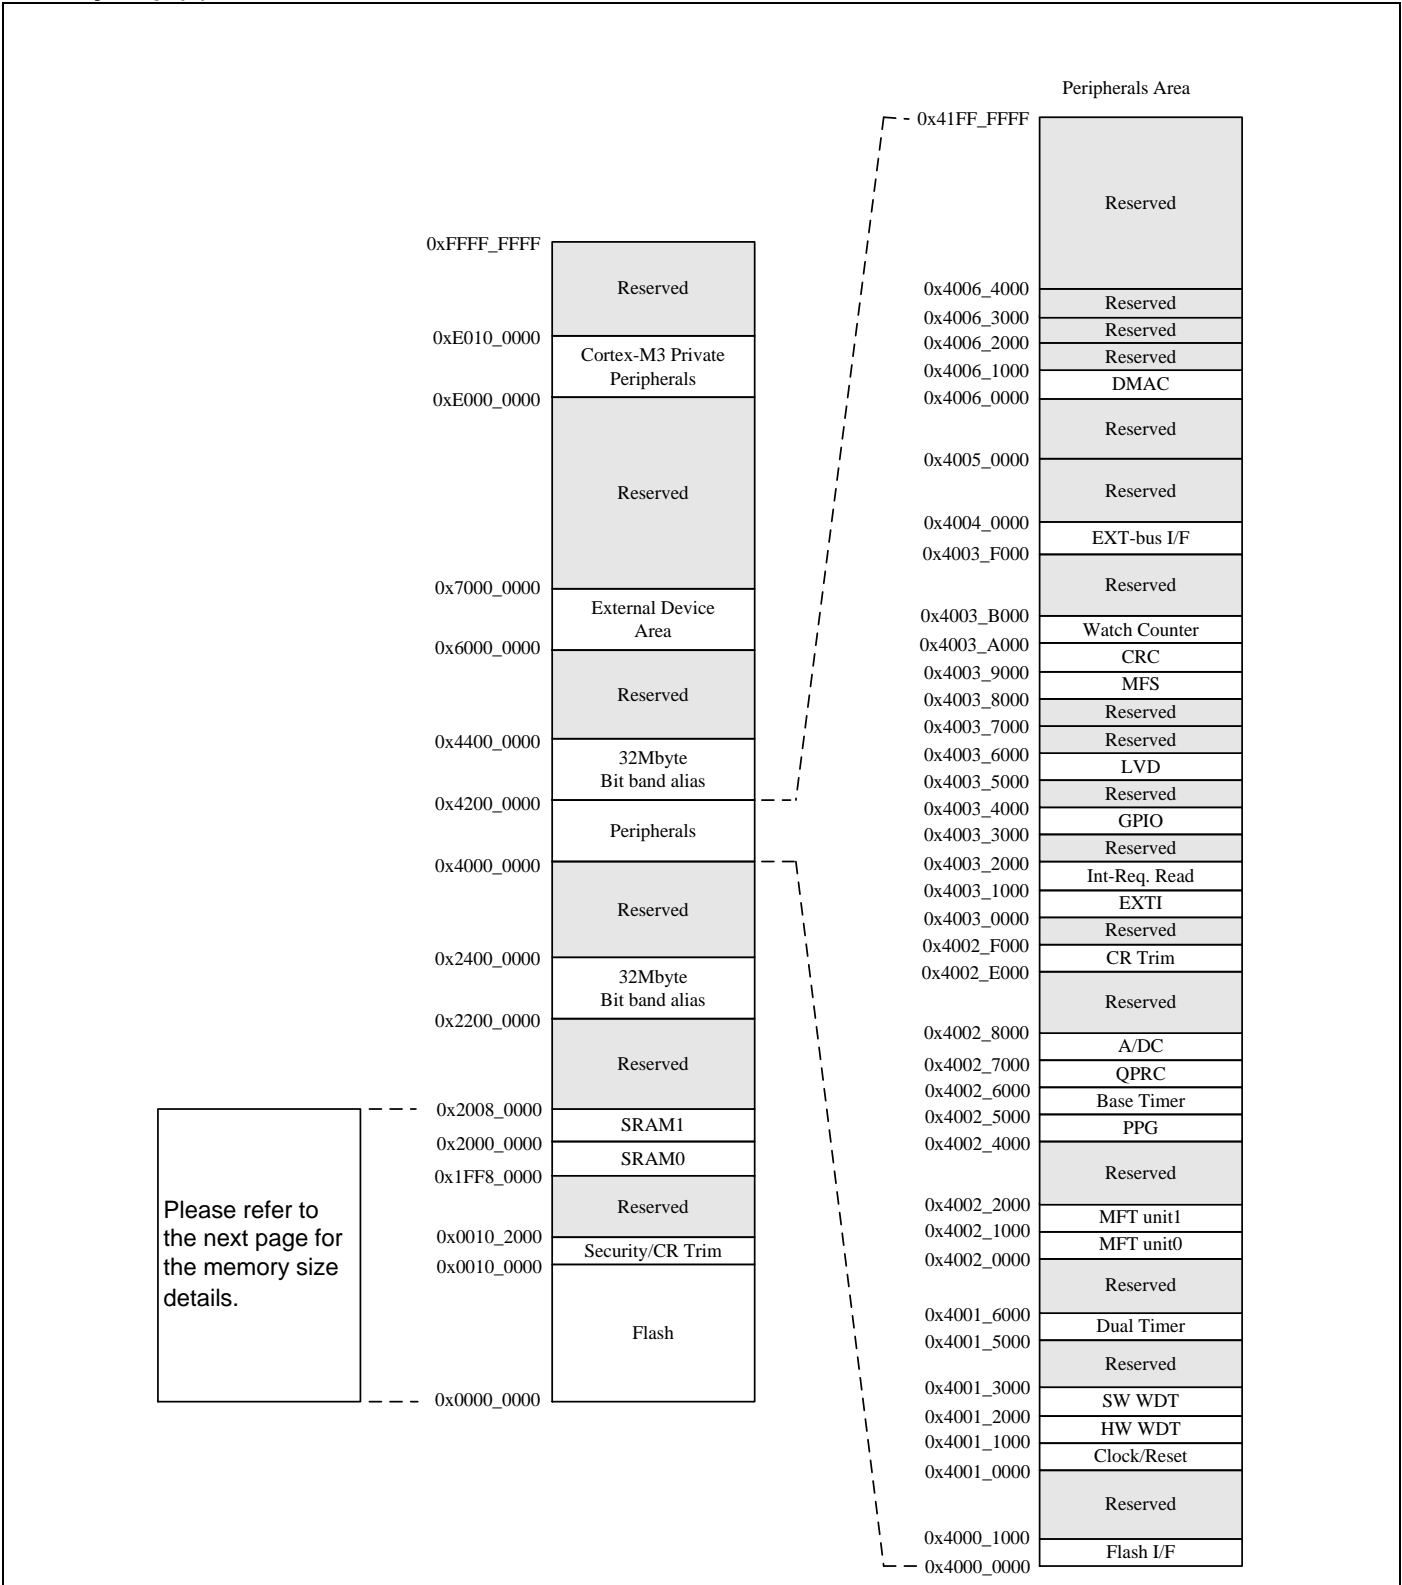 Peripherals Area
0x41FF_FFFF
Reserved
0x4006_4000
Reserved
0x4006_3000
Reserved
0x4006_2000
Reserved
0x4006_1000
DMAC
0x4006_0000
Reserved
0x4005_0000
Reserved
0x4004_0000
EXT-bus I/F
0x4003_F000
Reserved
0x4003_B000
Watch Counter
0x4003_A000
CRC
0x4003_9000
MFS
0x4003_8000
Reserved
0x4003_7000
Reserved
0x4003_6000
LVD
0x4003_5000
Reserved
0x4003_4000
GPIO
0x4003_3000
Reserved
0x4003_2000
Int-Req. Read
0x4003_1000
EXTI
0x4003_0000
Reserved
0x4002_F000
CR Trim
0x4002_E000
Reserved
0x4002_8000
A/DC
0x4002_7000
QPRC
0x4002_6000
Base Timer
0x4002_5000
PPG
0x4002_4000
Reserved
0x4002_2000
MFT unit1
0x4002_1000
MFT unit0
0x4002_0000
Reserved
0x4001_6000
Dual Timer
0x4001_5000
Reserved
0x4001_3000
SW WDT
0x4001_2000
HW WDT
0x4001_1000
Clock/Reset
0x4001_0000
Reserved
0x4000_1000
Flash I/F
0x4000_0000
0xFFFF_FFFF
Reserved
0xE010_0000
Cortex-M3 Private
Peripherals
0xE000_0000
Reserved
0x7000_0000
External Device
Area
0x6000_0000
Reserved
0x4400_0000
32Mbyte
Bit band alias
0x4200_0000
Peripherals
0x4000_0000
Reserved
0x2400_0000
32Mbyte
Bit band alias
0x2200_0000
Reserved
0x2008_0000
SRAM1
0x2000_0000
SRAM0
0x1FF8_0000
Reserved
0x0010_2000
Security/CR Trim
0x0010_0000
Flash
0x0000_0000
Please refer to
the next page for
the memory size
details.